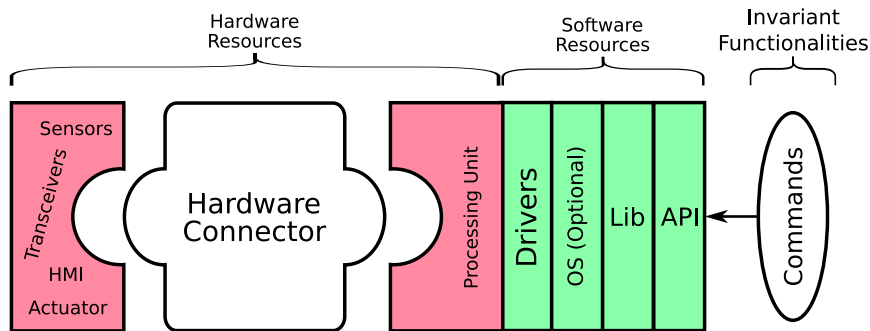 Hardware
Resources
Software
Resources
Invariant
Functionalities
Sensors
Transceivers
HMI
Actuator
Hardware
Connector
Processing Unit
Drivers
OS (Optional)
Lib
API
Commands